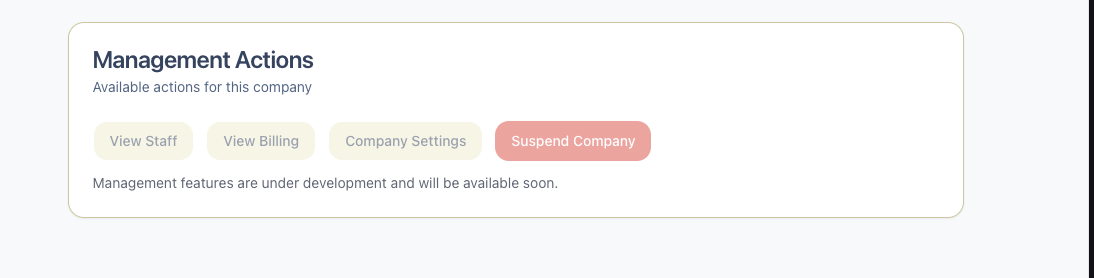 Management Actions
Available actions for this company
View Staff View Billing Company Settings Suspend Company
Management features are under development and will be available soon.